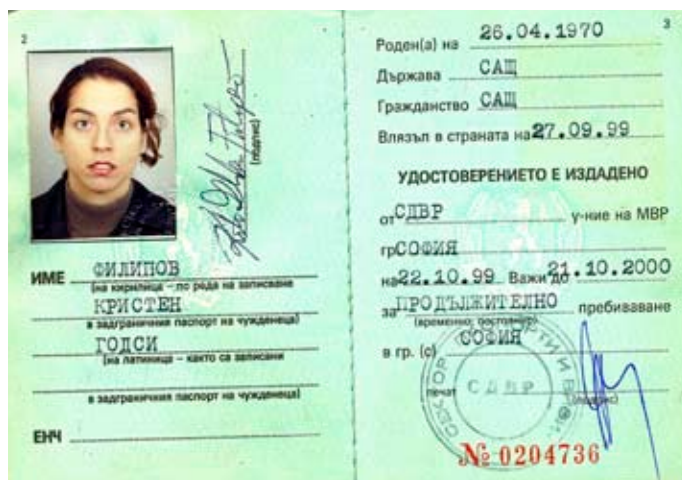 2
(подпис)
ИМЕ ФИЛИПОВ
(на кирилица – по реда на записване
КРИСТЕН
в задграничния паспорт на чужденеца)
ГОДСИ
(на латиница – както са записани
в задграничния паспорт на чужденеца)
ЕНЧ
3
Роден(а) на 26.04.1970
Държава САЩ
Гражданство САЩ
Влязъл в страната на 27.09.99
УДОСТОВЕРЕНИЕТО Е ИЗДАДЕНО
от СДВР у-ние на МВР
гр СОФИЯ
на 22.10.99 Важи до 21.10.2000
за ПРОДЪЛЖИТЕЛНО пребиваване
(временно, постоянно)
в гр. (с) СОФИЯ
печат СДВР (подпис)
№ 0204736